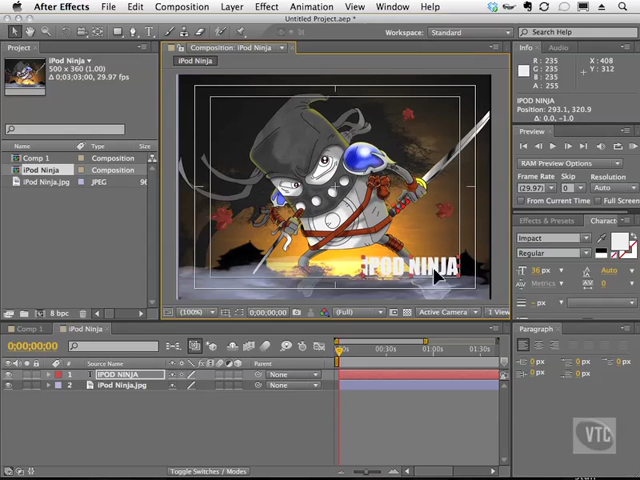 After Effects File Edit Composition Layer Effect Animation View Window Help
Untitled Project.aep *
Workspace: Standard Search Help
Project
iPod Ninja
500 x 360 (1.00)
Δ 0;03;03;00, 29.97 fps
Name Type Size
Comp 1 Composition
iPod Ninja Composition
iPod Ninja.jpg JPEG 96
8 bpc
Composition: iPod Ninja
iPod Ninja
IPOD NINJA
(100%) 0;00;00;00 (Full) Active Camera 1 View
Info Audio
R: 235
G: 235
B: 235
A: 255
X: 408
Y: 312
IPOD NINJA
Position: 293.1, 320.9
Δ: 0.0, -1.0
Preview
RAM Preview Options
Frame Rate Skip Resolution
(29.97) 0 Auto
From Current Time Full Screen
Effects & Presets Charact
Impact
Regular
36 px Auto
Metrics 0
- px
Paragraph
0 px 0 px
0 px 0 px
0 px
Comp 1 iPod Ninja
0;00;00;00
# Source Name Parent
1 T IPOD NINJA None
2 iPod Ninja.jpg None
00:30s 01:00s 01:30s
Toggle Switches / Modes
VTC